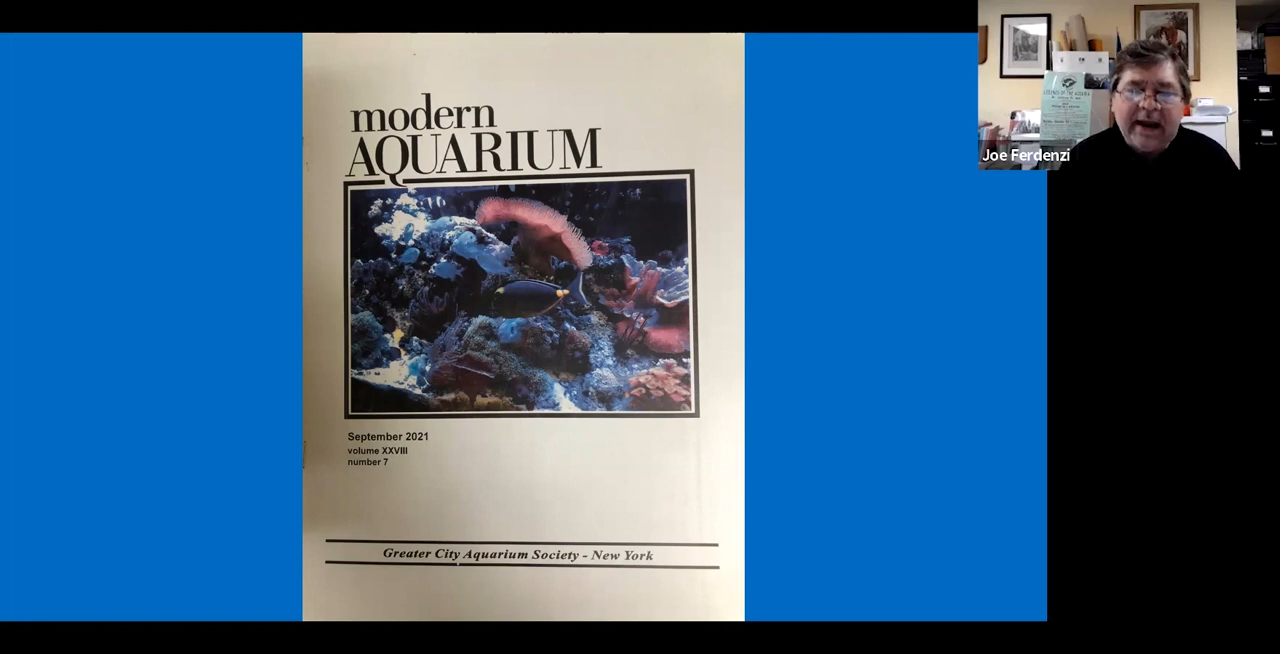 modern
AQUARIUM
September 2021
volume XXVIII
number 7
Greater City Aquarium Society - New York
Joe Ferdenzi